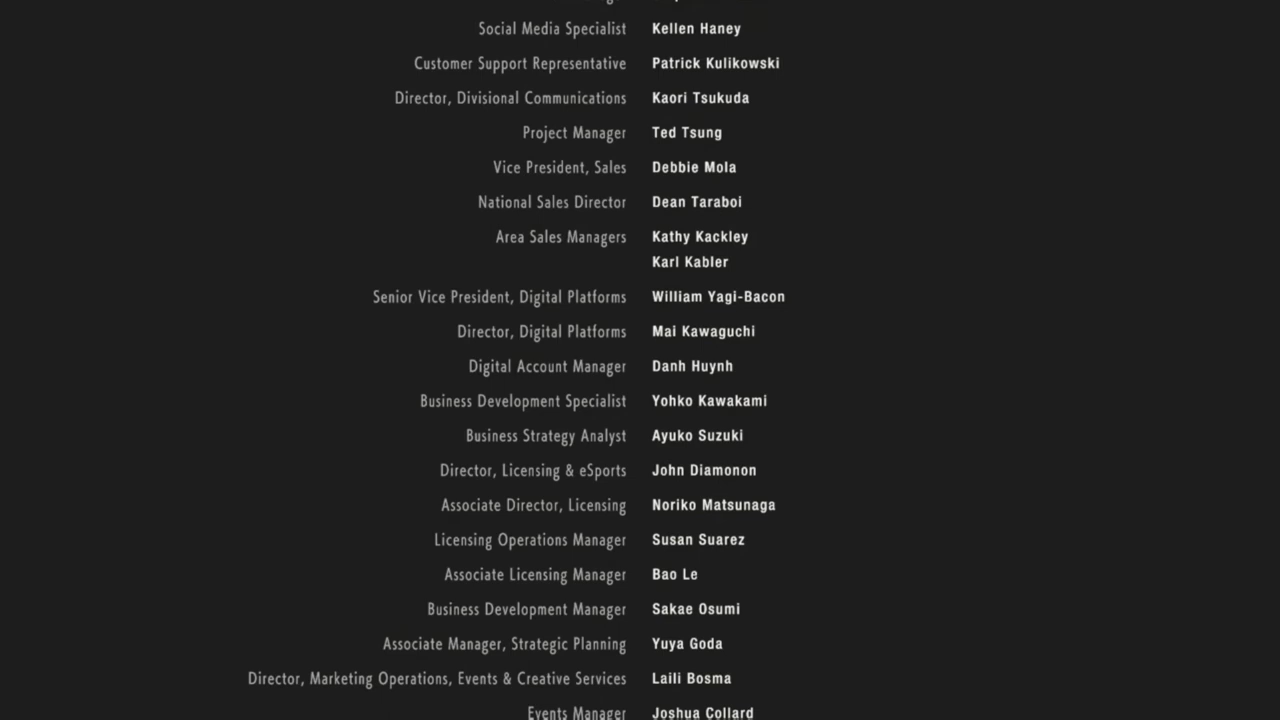 Social Media Specialist Kellen Haney
Customer Support Representative Patrick Kulikowski
Director, Divisional Communications Kaori Tsukuda
Project Manager Ted Tsung
Vice President, Sales Debbie Mola
National Sales Director Dean Taraboi
Area Sales Managers Kathy Kackley
Karl Kabler
Senior Vice President, Digital Platforms William Yagi-Bacon
Director, Digital Platforms Mai Kawaguchi
Digital Account Manager Danh Huynh
Business Development Specialist Yohko Kawakami
Business Strategy Analyst Ayuko Suzuki
Director, Licensing & eSports John Diamonon
Associate Director, Licensing Noriko Matsunaga
Licensing Operations Manager Susan Suarez
Associate Licensing Manager Bao Le
Business Development Manager Sakae Osumi
Associate Manager, Strategic Planning Yuya Goda
Director, Marketing Operations, Events & Creative Services Laili Bosma
Events Manager Joshua Collard